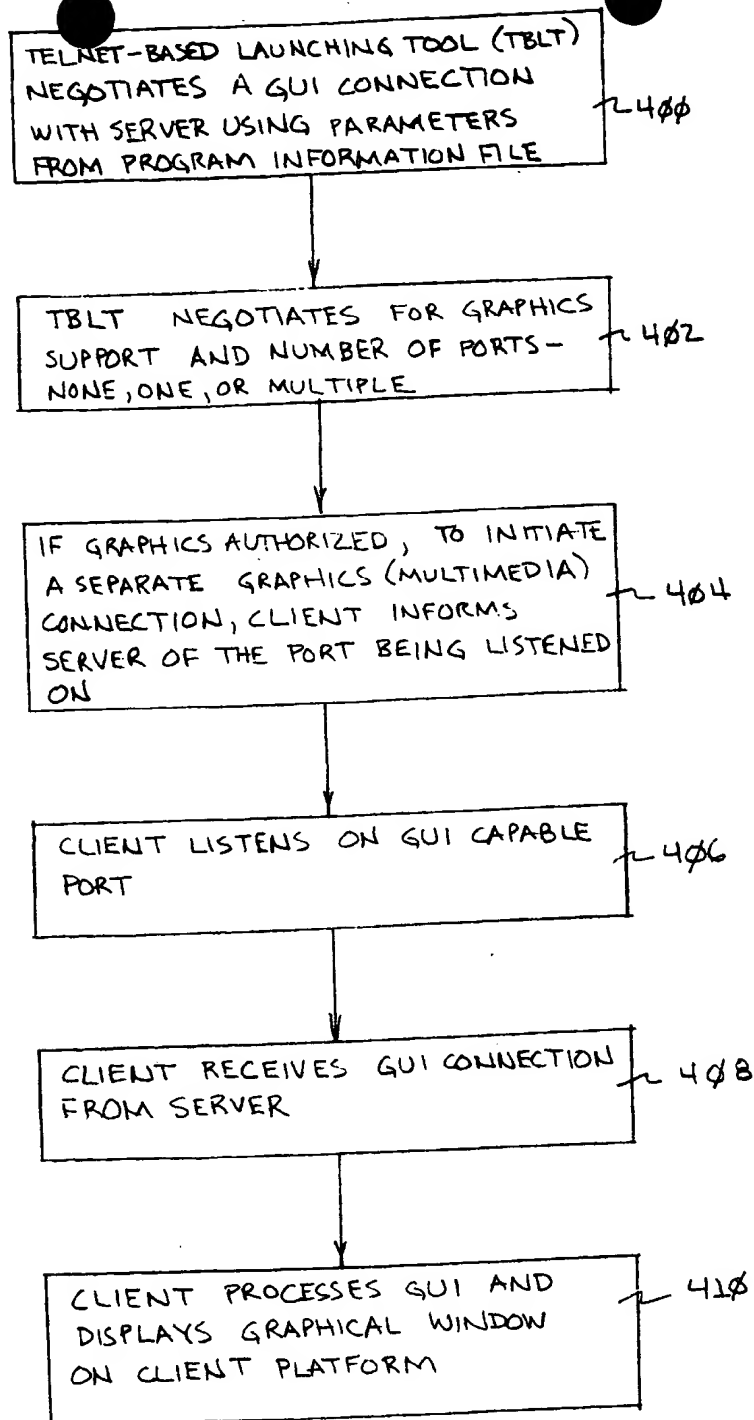 TELNET-BASED LAUNCHING TOOL (TBLT)
NEGOTIATES A GUI CONNECTION
WITH SERVER USING PARAMETERS
FROM PROGRAM INFORMATION FILE
400
TBLT NEGOTIATES FOR GRAPHICS
SUPPORT AND NUMBER OF PORTS-
NONE, ONE, OR MULTIPLE
402
IF GRAPHICS AUTHORIZED, TO INITIATE
A SEPARATE GRAPHICS (MULTIMEDIA)
CONNECTION, CLIENT INFORMS
SERVER OF THE PORT BEING LISTENED
ON
404
CLIENT LISTENS ON GUI CAPABLE
PORT
406
CLIENT RECEIVES GUI CONNECTION
FROM SERVER
408
CLIENT PROCESSES GUI AND
DISPLAYS GRAPHICAL WINDOW
ON CLIENT PLATFORM
410